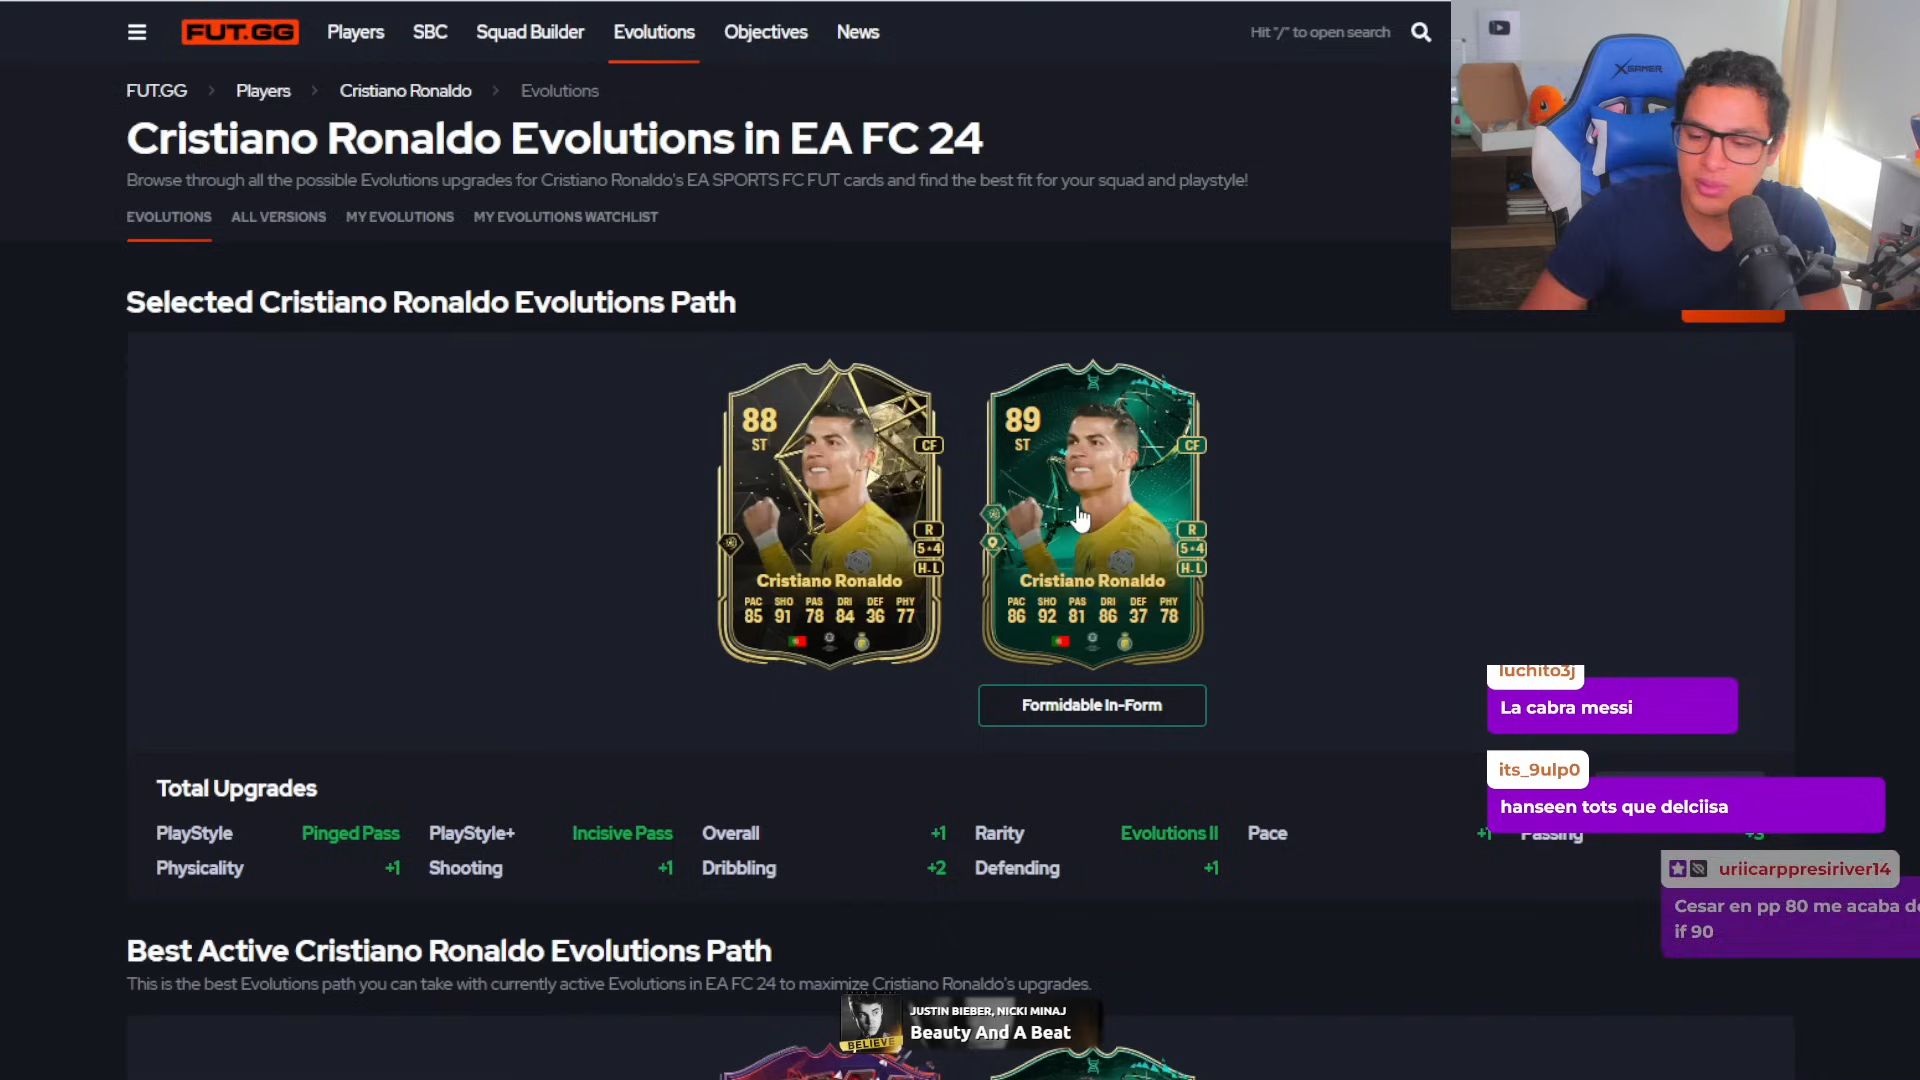 FUT.GG
Players
SBC
Squad Builder
Evolutions
Objectives
News
Hit "/" to open search
XGAMER
FUT.GG
Players
Cristiano Ronaldo
Evolutions
Cristiano Ronaldo Evolutions in EA FC 24
Browse through all the possible Evolutions upgrades for Cristiano Ronaldo's EA SPORTS FC FUT cards and find the best fit for your squad and playstyle!
EVOLUTIONS
ALL VERSIONS
MY EVOLUTIONS
MY EVOLUTIONS WATCHLIST
Selected Cristiano Ronaldo Evolutions Path
88
ST
CF
R
5★4
H-L
Cristiano Ronaldo
PAC SHO PAS DRI DEF PHY
85 91 78 84 36 77
89
ST
CF
R
5★4
H-L
Cristiano Ronaldo
PAC SHO PAS DRI DEF PHY
86 92 81 86 37 78
Formidable In-Form
luchito3j
La cabra messi
its_9ulp0
hanseen tots que delciisa
uriicarppresiriver14
Cesar en pp 80 me acaba de
if 90
Total Upgrades
PlayStyle Pinged Pass
PlayStyle+ Incisive Pass
Overall +1
Rarity Evolutions II
Pace +1
Passing +3
Physicality +1
Shooting +1
Dribbling +2
Defending +1
Best Active Cristiano Ronaldo Evolutions Path
This is the best Evolutions path you can take with currently active Evolutions in EA FC 24 to maximize Cristiano Ronaldo's upgrades.
BELIEVE
JUSTIN BIEBER, NICKI MINAJ
Beauty And A Beat